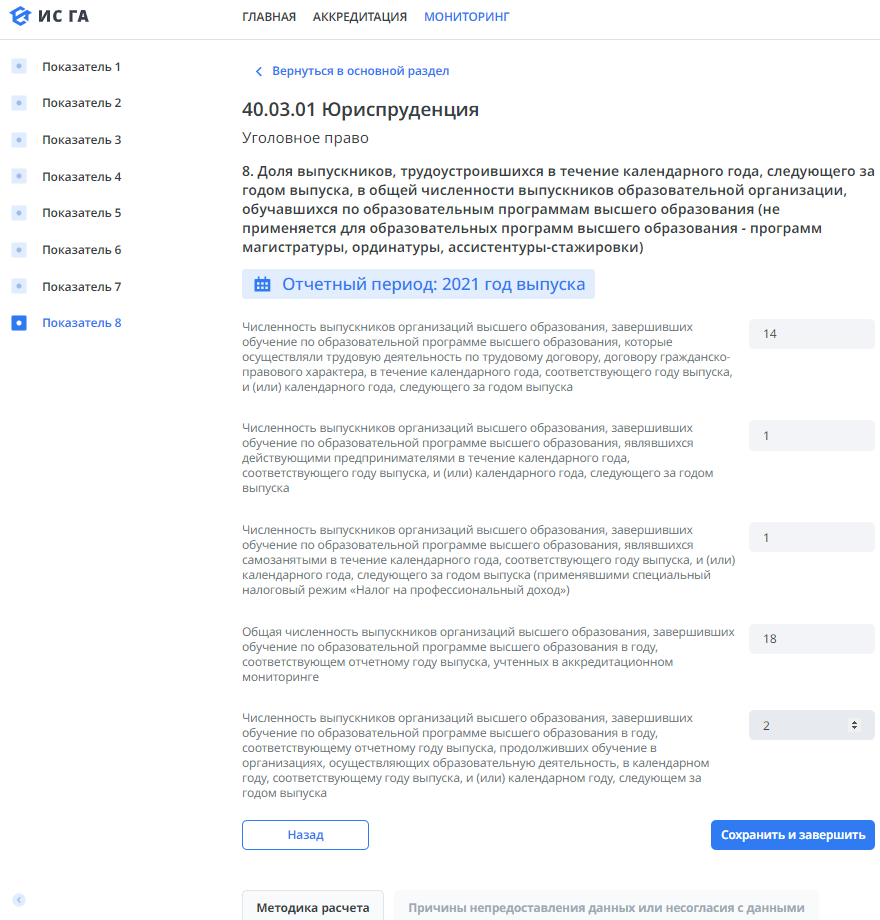 ИС ГА
ГЛАВНАЯ АККРЕДИТАЦИЯ МОНИТОРИНГ
Показатель 1
Показатель 2
Показатель 3
Показатель 4
Показатель 5
Показатель 6
Показатель 7
Показатель 8
Вернуться в основной раздел
40.03.01 Юриспруденция
Уголовное право
8. Доля выпускников, трудоустроившихся в течение календарного года, следующего за
годом выпуска, в общей численности выпускников образовательной организации,
обучавшихся по образовательным программам высшего образования (не
применяется для образовательных программ высшего образования - программ
магистратуры, ординатуры, ассистентуры-стажировки)
Отчетный период: 2021 год выпуска
Численность выпускников организаций высшего образования, завершивших
обучение по образовательной программе высшего образования, которые
осуществляли трудовую деятельность по трудовому договору, договору гражданско-
правового характера, в течение календарного года, соответствующего году выпуска,
и (или) календарного года, следующего за годом выпуска
14
Численность выпускников организаций высшего образования, завершивших
обучение по образовательной программе высшего образования, являвшихся
действующими предпринимателями в течение календарного года,
соответствующего году выпуска, и (или) календарного года, следующего за годом
выпуска
1
Численность выпускников организаций высшего образования, завершивших
обучение по образовательной программе высшего образования, являвшихся
самозанятыми в течение календарного года, соответствующего году выпуска, и (или)
календарного года, следующего за годом выпуска (применявшими специальный
налоговый режим «Налог на профессиональный доход»)
1
Общая численность выпускников организаций высшего образования, завершивших
обучение по образовательной программе высшего образования в году,
соответствующем отчетному году выпуска, учтенных в аккредитационном
мониторинге
18
Численность выпускников организаций высшего образования, завершивших
обучение по образовательной программе высшего образования в году,
соответствующему отчетному году выпуска, продолживших обучение в
организациях, осуществляющих образовательную деятельность, в календарном
году, соответствующему году выпуска, и (или) календарном году, следующем за
годом выпуска
2
Назад
Сохранить и завершить
Методика расчета
Причины непредоставления данных или несогласия с данными